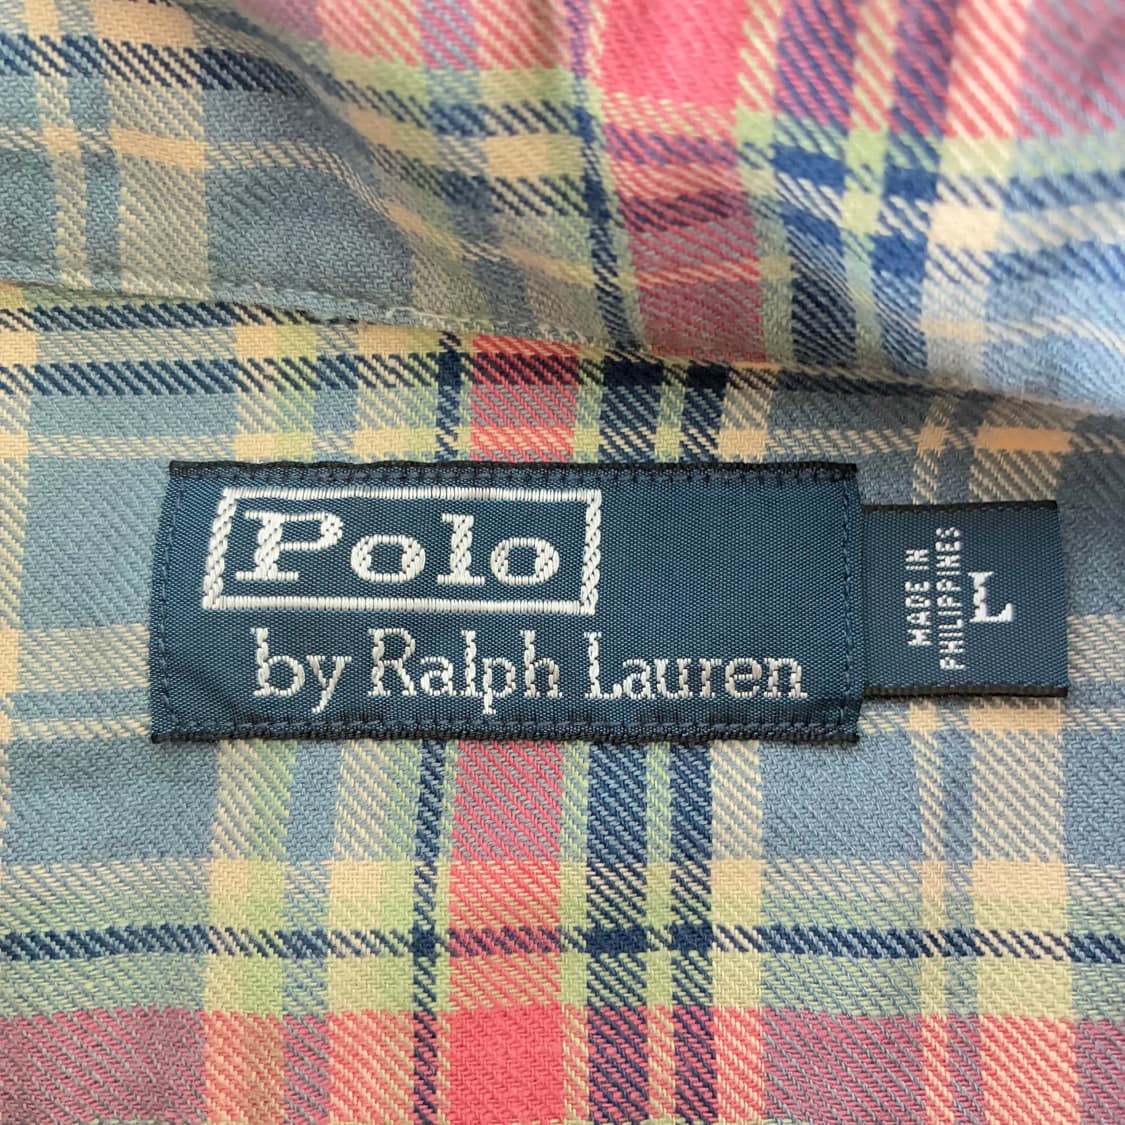 Polo
by Ralph Lauren
MADE IN
PHILIPPINES
L